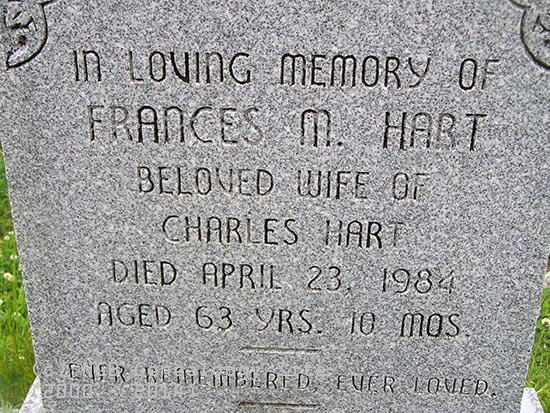 IN LOVING MEMORY OF
FRANCES M. HART
BELOVED WIFE OF
CHARLES HART
DIED APRIL 23, 1984
AGED 63 YRS. 10 MOS.
EVER REMEMBERED, EVER LOVED.